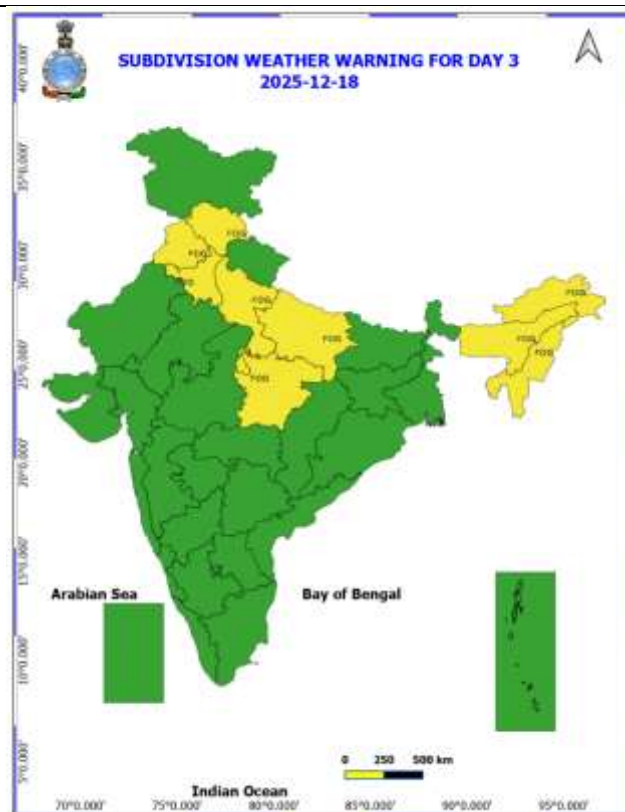 SUBDIVISION WEATHER WARNING FOR DAY 3
2025-12-18
40°0.000'
35°0.000'
30°0.000'
25°0.000'
20°0.000'
15°0.000'
10°0.000'
5°0.000'
FOG
FOG
FOG
FOG
FOG
FOG
FOG
FOG
Arabian Sea
Bay of Bengal
0 250 500 km
Indian Ocean
70°0.000' 75°0.000' 80°0.000' 85°0.000' 90°0.000' 95°0.000'